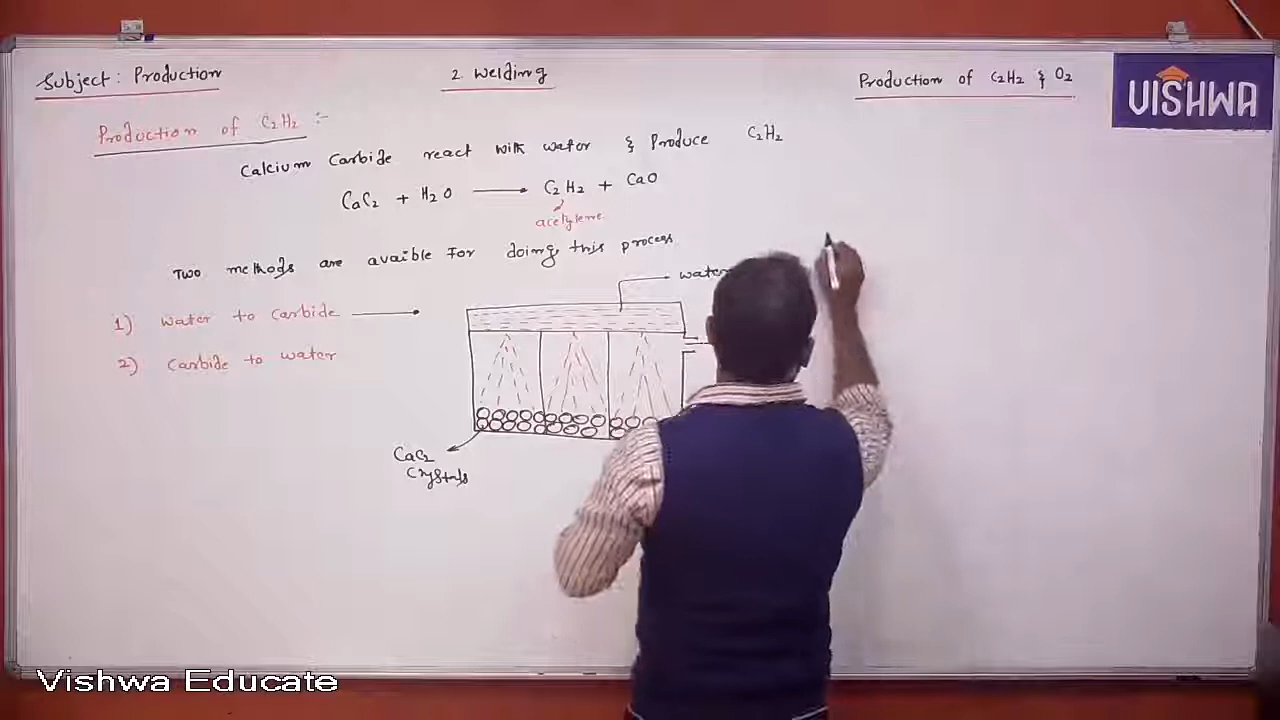 Subject: Production
2. Welding
Production of C2H2 & O2
VISHWA
Production of C2H2 :-
Calcium Carbide react with water & Produce C2H2
CaC2 + H2O → C2H2 + CaO
acetylene
Two methods are avaible For doing this process
1) Water to carbide →
water
2) Carbide to water
CaC2
Crystals
Vishwa Educate